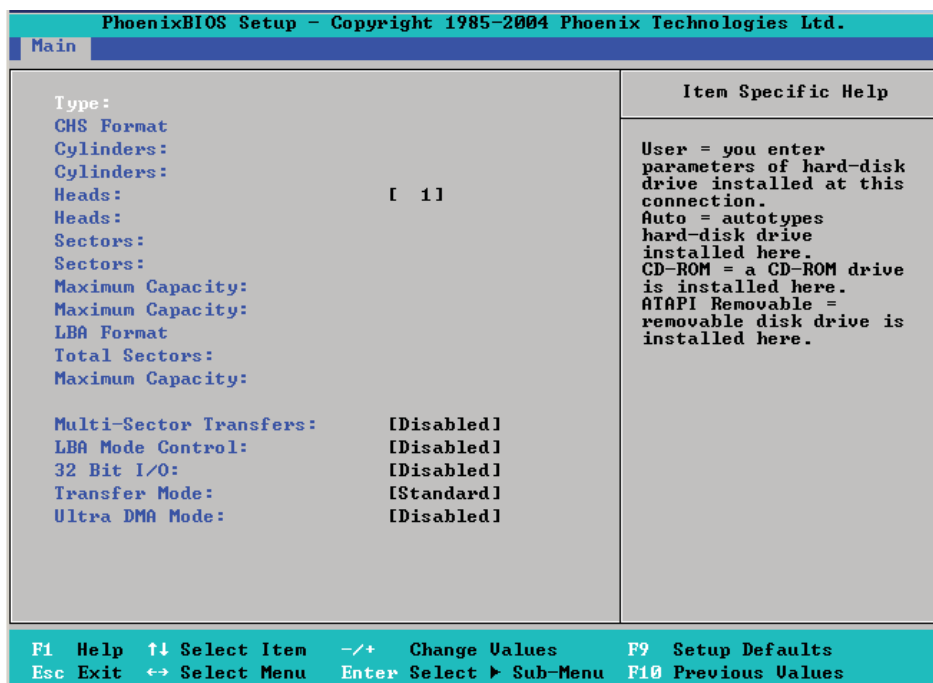 PhoenixBIOS Setup - Copyright 1985-2004 Phoenix Technologies Ltd.
Main
Type:
CHS Format
Cylinders:
Cylinders:
Heads: [ 1]
Heads:
Sectors:
Sectors:
Maximum Capacity:
Maximum Capacity:
LBA Format
Total Sectors:
Maximum Capacity:
Multi-Sector Transfers: [Disabled]
LBA Mode Control: [Disabled]
32 Bit I/O: [Disabled]
Transfer Mode: [Standard]
Ultra DMA Mode: [Disabled]
Item Specific Help
User = you enter
parameters of hard-disk
drive installed at this
connection.
Auto = autotypes
hard-disk drive
installed here.
CD-ROM = a CD-ROM drive
is installed here.
ATAPI Removable =
removable disk drive is
installed here.
F1 Help ↑↓ Select Item -/+ Change Values F9 Setup Defaults
Esc Exit ↔ Select Menu Enter Select ▶ Sub-Menu F10 Previous Values